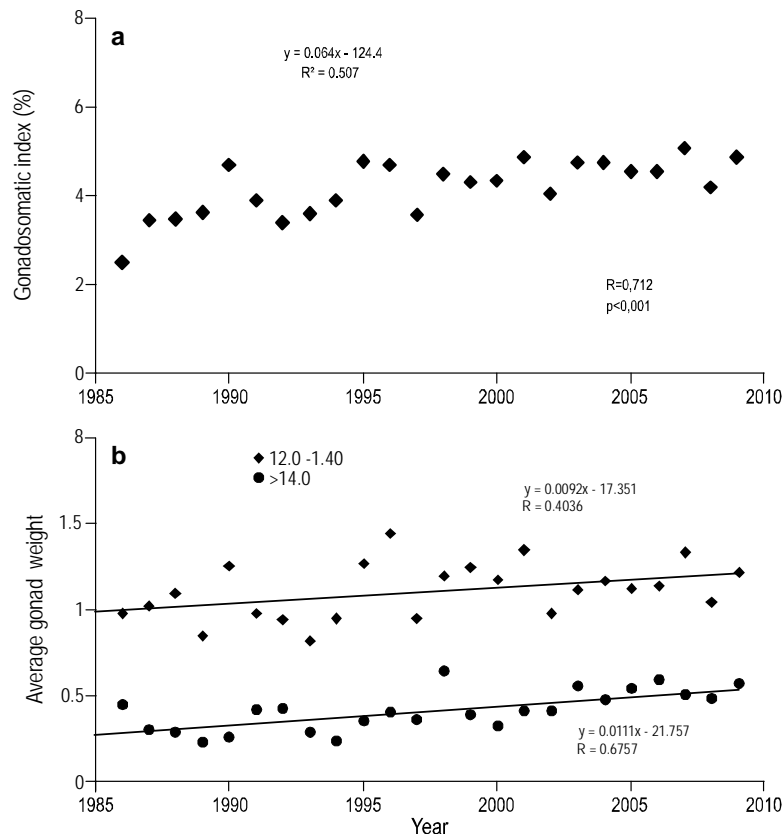 a
y = 0.064x - 124.4
R² = 0.507
Gonadosomatic index (%)
8
6
4
2
0
R=0,712
p<0,001
1985 1990 1995 2000 2005 2010
b
12.0 -1.40
>14.0
y = 0.0092x - 17.351
R = 0.4036
Average gonad weight
8
1.5
1
0.5
0
y = 0.0111x - 21.757
R = 0.6757
1985 1990 1995 2000 2005 2010
Year